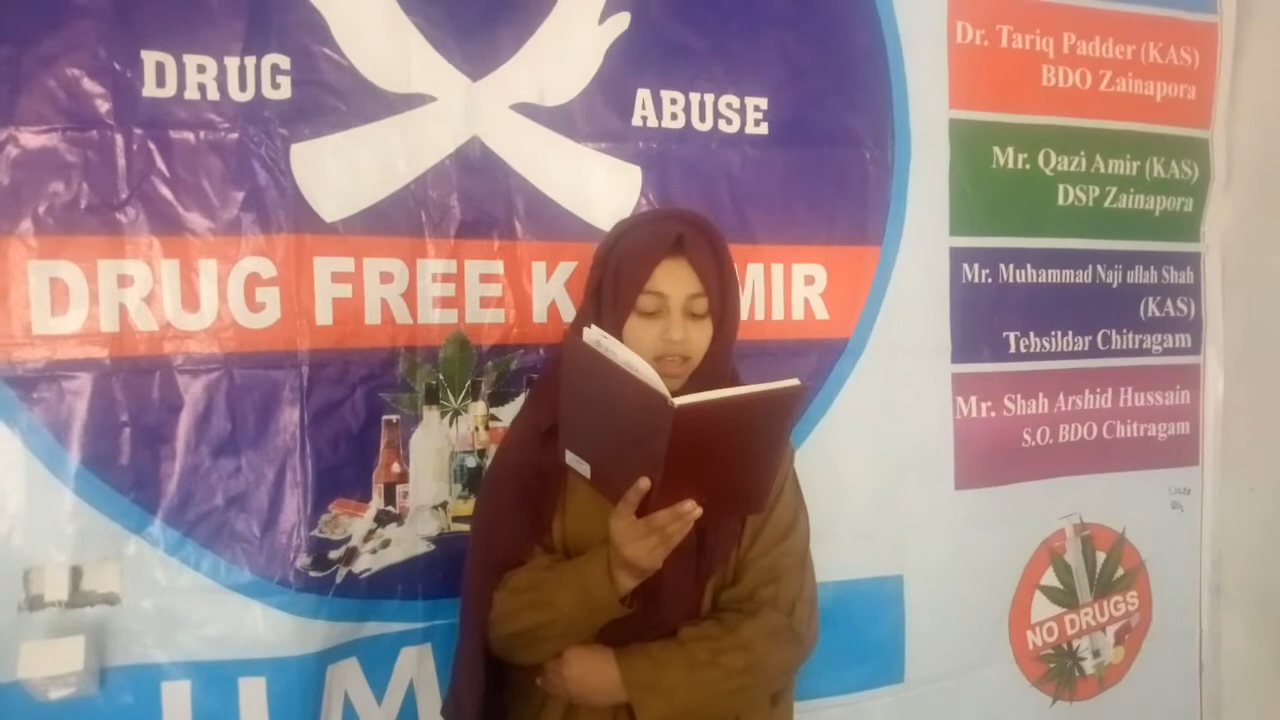 DRUG
ABUSE
DRUG FREE K MIR
Dr. Tariq Padder (KAS)
BDO Zainapora
Mr. Qazi Amir (KAS)
DSP Zainapora
Mr. Muhammad Naji ullah Shah
(KAS)
Tehsildar Chitragam
Mr. Shah Arshid Hussain
S.O. BDO Chitragam
NO DRUGS